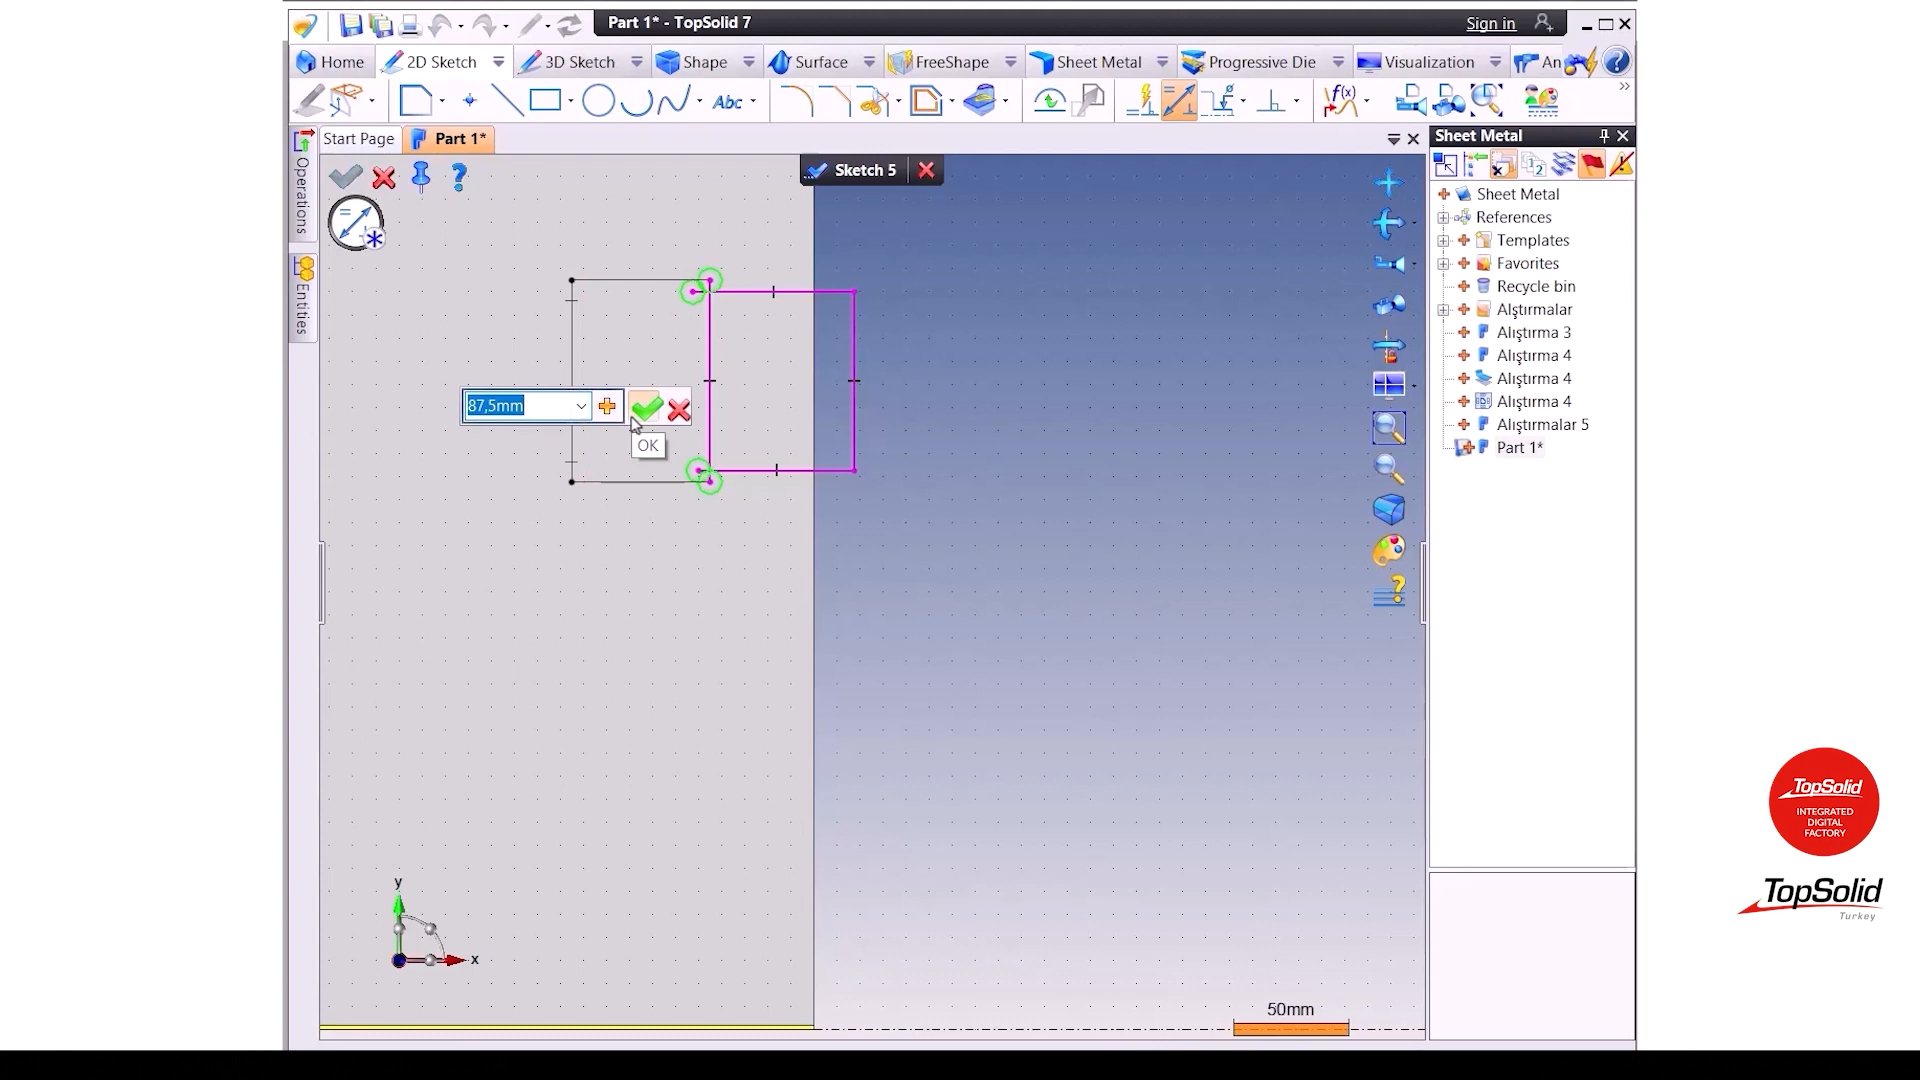 Part 1* - TopSolid 7
Sign in
Home
2D Sketch
3D Sketch
Shape
Surface
FreeShape
Sheet Metal
Progressive Die
Visualization
An
Abc
f(x)
Start Page
Part 1*
Sheet Metal
Operations
Entities
Sketch 5
Sheet Metal
References
Templates
Favorites
Recycle bin
Alştırmalar
Alıştırma 3
Alıştırma 4
Alıştırma 4
Alıştırma 4
Alıştırmalar 5
Part 1*
87,5mm
OK
y
x
50mm
TopSolid
INTEGRATED
DIGITAL
FACTORY
TopSolid
Turkey